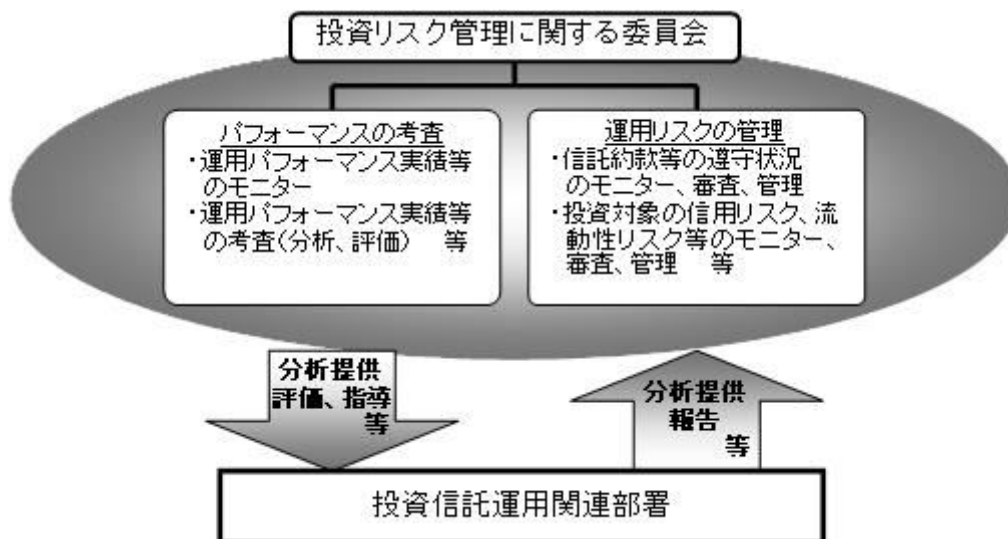 投資リスク管理に関する委員会
パフォーマンスの考査
・運用パフォーマンス実績等
のモニター
・運用パフォーマンス実績等
の考査(分析、評価) 等
運用リスクの管理
・信託約款等の遵守状況
のモニター、審査、管理
・投資対象の信用リスク、流
動性リスク等のモニター、
審査、管理 等
分析提供
評価、指導
等
分析提供
報告
等
投資信託運用関連部署